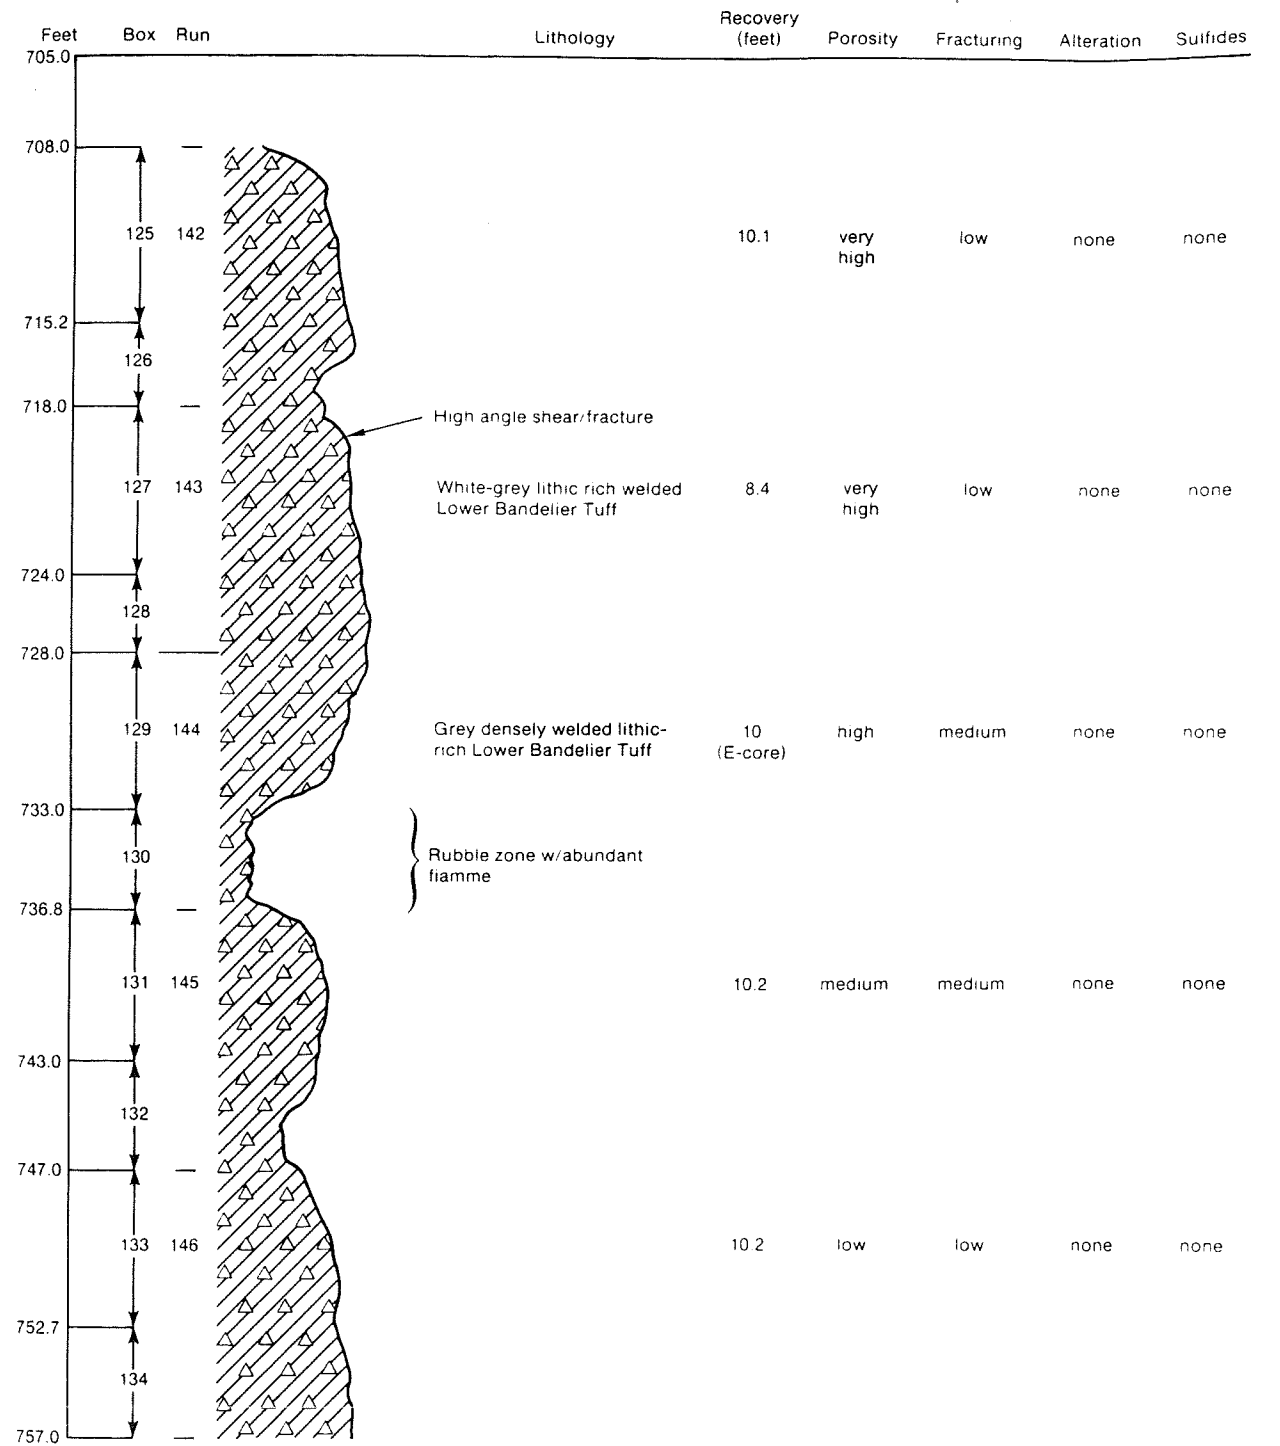 Feet Box Run Lithology Recovery (feet) Porosity Fracturing Alteration Sulfides
705.0
708.0
125 142 10.1 very high low none none
715.2
126
718.0
High angle shear/fracture
127 143 White-grey lithic rich welded 8.4 very low none none
Lower Bandelier Tuff high
724.0
128
728.0
129 144 Grey densely welded lithic- 10 high medium none none
rich Lower Bandelier Tuff (E-core)
733.0
130 Rubble zone w/abundant
fiamme
736.8
131 145 10.2 medium medium none none
743.0
132
747.0
133 146 10.2 low low none none
752.7
134
757.0